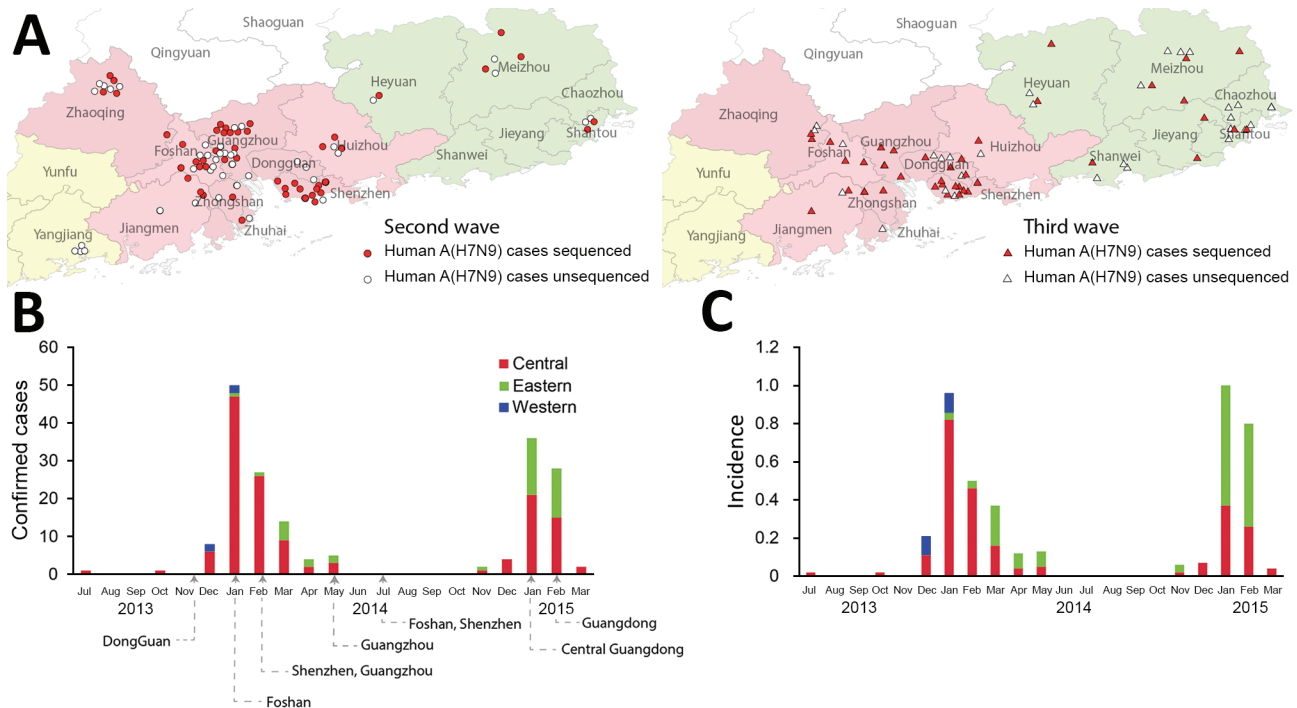 A
Shaoguan
Qingyuan
Zhaoqing
Heyuan
Meizhou
Chaozhou
Guangzhou
Foshan
Huizhou
Jieyang
Shantou
Dongguan
Shanwei
Yunfu
Shenzhen
Zhongshan
Yangjiang
Jiangmen
Zhuhai
Second wave
Human A(H7N9) cases sequenced
Human A(H7N9) cases unsequenced
Shaoguan
Qingyuan
Zhaoqing
Heyuan
Meizhou
Chaozhou
Guangzhou
Foshan
Huizhou
Jieyang
Shantou
Dongguan
Shanwei
Yunfu
Shenzhen
Zhongshan
Yangjiang
Jiangmen
Zhuhai
Third wave
Human A(H7N9) cases sequenced
Human A(H7N9) cases unsequenced
B
Confirmed cases
60
50
40
30
20
10
0
Central
Eastern
Western
Jul Aug Sep Oct Nov Dec Jan Feb Mar Apr May Jun Jul Aug Sep Oct Nov Dec Jan Feb Mar
2013 2014 2015
DongGuan
Foshan, Shenzhen
Guangdong
Guangzhou
Central Guangdong
Shenzhen, Guangzhou
Foshan
C
Incidence
1.2
1.0
0.8
0.6
0.4
0.2
0
Jul Aug Sep Oct Nov Dec Jan Feb Mar Apr May Jun Jul Aug Sep Oct Nov Dec Jan Feb Mar
2013 2014 2015